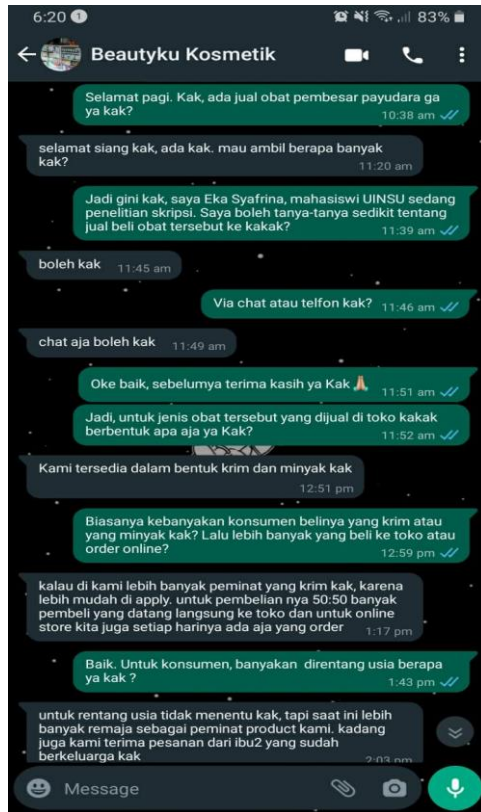 6:20 1 83%
Beautyku Kosmetik
Selamat pagi. Kak, ada jual obat pembesar payudara ga
ya kak?
10:38 am
selamat siang kak, ada kak. mau ambil berapa banyak
kak?
11:20 am
Jadi gini kak, saya Eka Syafrina, mahasiswi UINSU sedang
penelitian skripsi. Saya boleh tanya-tanya sedikit tentang
jual beli obat tersebut ke kakak?
11:39 am
boleh kak 11:45 am
Via chat atau telfon kak? 11:46 am
chat aja boleh kak 11:49 am
Oke baik, sebelumya terima kasih ya Kak🙏
11:51 am
Jadi, untuk jenis obat tersebut yang dijual di toko kakak
berbentuk apa aja ya Kak?
11:52 am
Kami tersedia dalam bentuk krim dan minyak kak
12:51 pm
Biasanya kebanyakan konsumen belinya yang krim atau
yang minyak kak? Lalu lebih banyak yang beli ke toko atau
order online?
12:59 pm
kalau di kami lebih banyak peminat yang krim kak, karena
lebih mudah di apply. untuk pembelian nya 50:50 banyak
pembeli yang datang langsung ke toko dan untuk online
store kita juga setiap harinya ada aja yang order 1:17 pm
Baik. Untuk konsumen, banyakan direntang usia berapa
ya kak ?
1:43 pm
untuk rentang usia tidak menentu kak, tapi saat ini lebih
banyak remaja sebagai peminat product kami. kadang
juga kami terima pesanan dari ibu2 yang sudah
berkeluarga kak
2:03 pm
Message